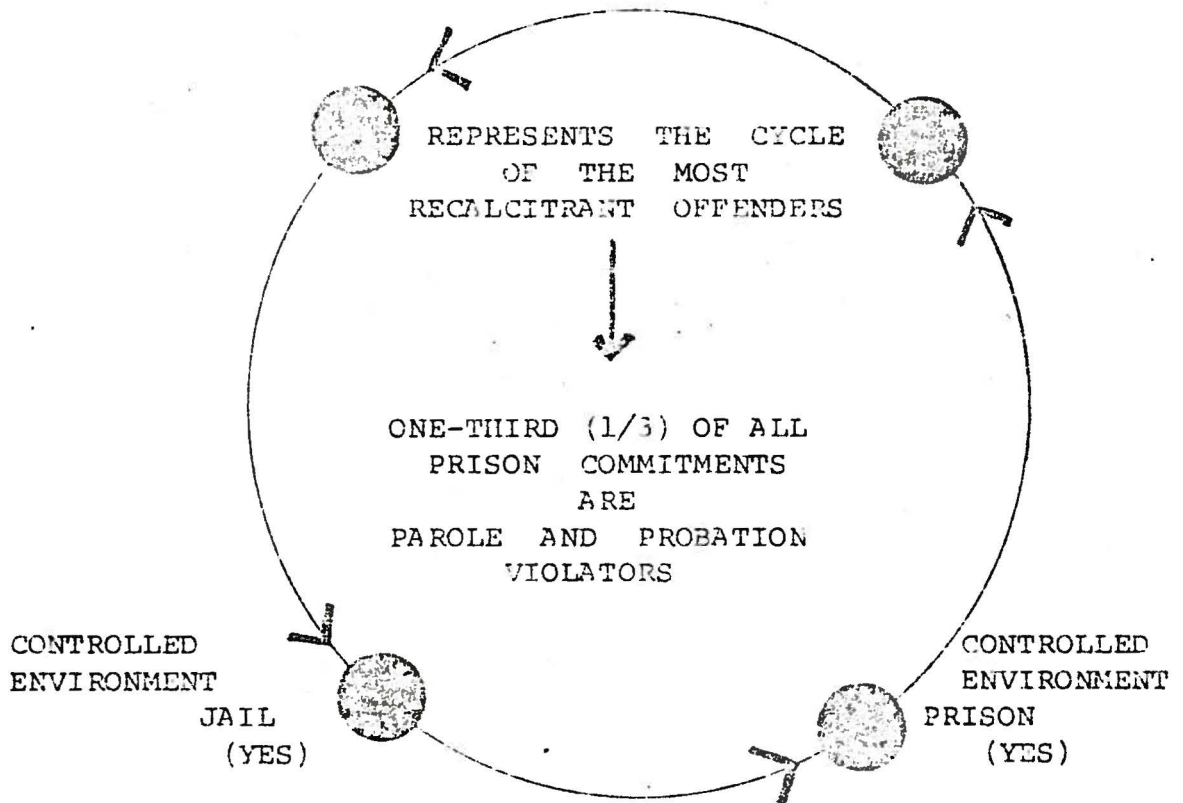 REPRESENTS THE CYCLE
OF THE MOST
RECALCITRANT OFFENDERS
ONE-THIRD (1/3) OF ALL
PRISON COMMITMENTS
ARE
PAROLE AND PROBATION
VIOLATORS
CONTROLLED
ENVIRONMENT
JAIL
(YES)
CONTROLLED
ENVIRONMENT
PRISON
(YES)